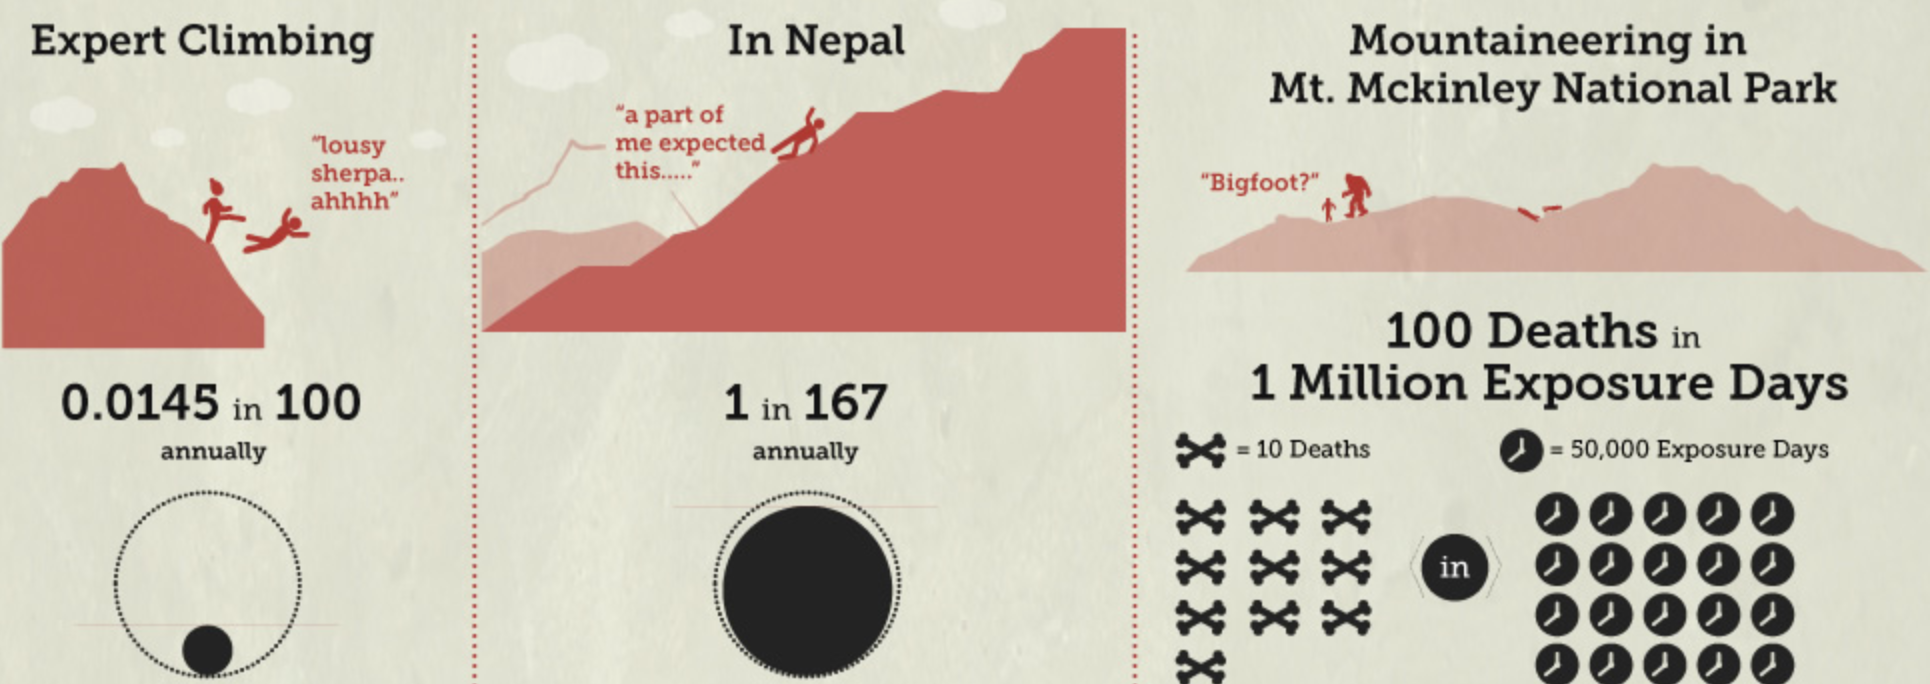 Expert Climbing
"lousy
sherpa..
ahhhh"
0.0145 in 100
annually
In Nepal
"a part of
me expected
this....."
1 in 167
annually
Mountaineering in
Mt. Mckinley National Park
"Bigfoot?"
100 Deaths in
1 Million Exposure Days
= 10 Deaths
= 50,000 Exposure Days
in